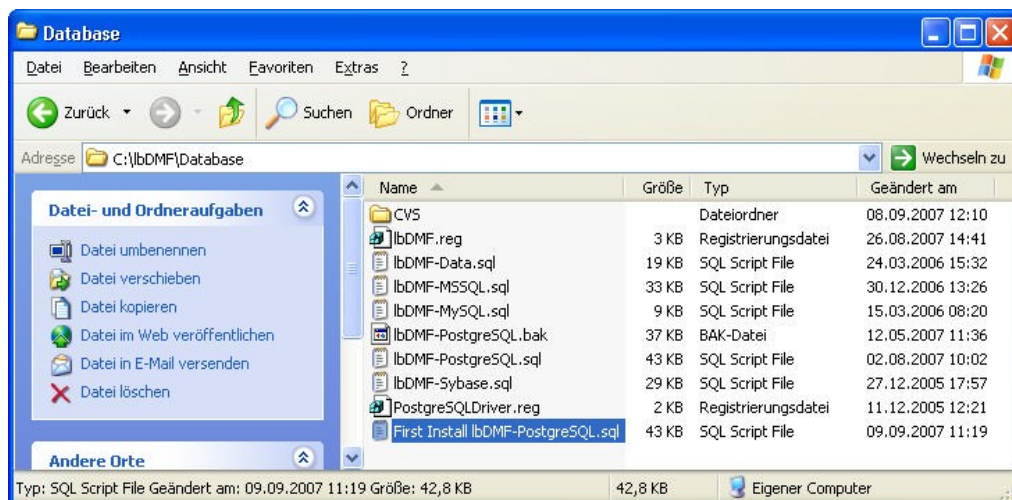 Database
Datei Bearbeiten Ansicht Favoriten Extras ?
Zurück Suchen Ordner
Adresse C:\lbDMF\Database Wechseln zu
Datei- und Ordneraufgaben
Datei umbenennen
Datei verschieben
Datei kopieren
Datei im Web veröffentlichen
Datei in E-Mail versenden
Datei löschen
Andere Orte
Name Größe Typ Geändert am
CVS Dateiordner 08.09.2007 12:10
lbDMF.reg 3 KB Registrierungsdatei 26.08.2007 14:41
lbDMF-Data.sql 19 KB SQL Script File 24.03.2006 15:32
lbDMF-MSSQL.sql 33 KB SQL Script File 30.12.2006 13:26
lbDMF-MySQL.sql 9 KB SQL Script File 15.03.2006 08:20
lbDMF-PostgreSQL.bak 37 KB BAK-Datei 12.05.2007 11:36
lbDMF-PostgreSQL.sql 43 KB SQL Script File 02.08.2007 10:02
lbDMF-Sybase.sql 29 KB SQL Script File 27.12.2005 17:57
PostgreSQLDriver.reg 2 KB Registrierungsdatei 11.12.2005 12:21
First Install lbDMF-PostgreSQL.sql 43 KB SQL Script File 09.09.2007 11:19
Typ: SQL Script File Geändert am: 09.09.2007 11:19 Größe: 42,8 KB 42,8 KB Eigener Computer